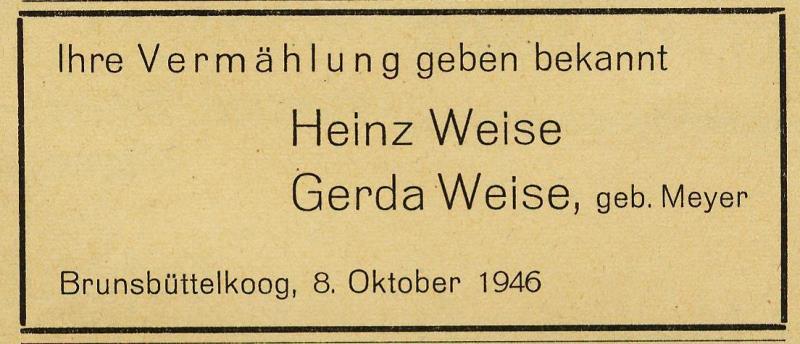 Ihre Vermählung geben bekannt
Heinz Weise
Gerda Weise, geb. Meyer
Brunsbüttelkoog, 8. Oktober 1946